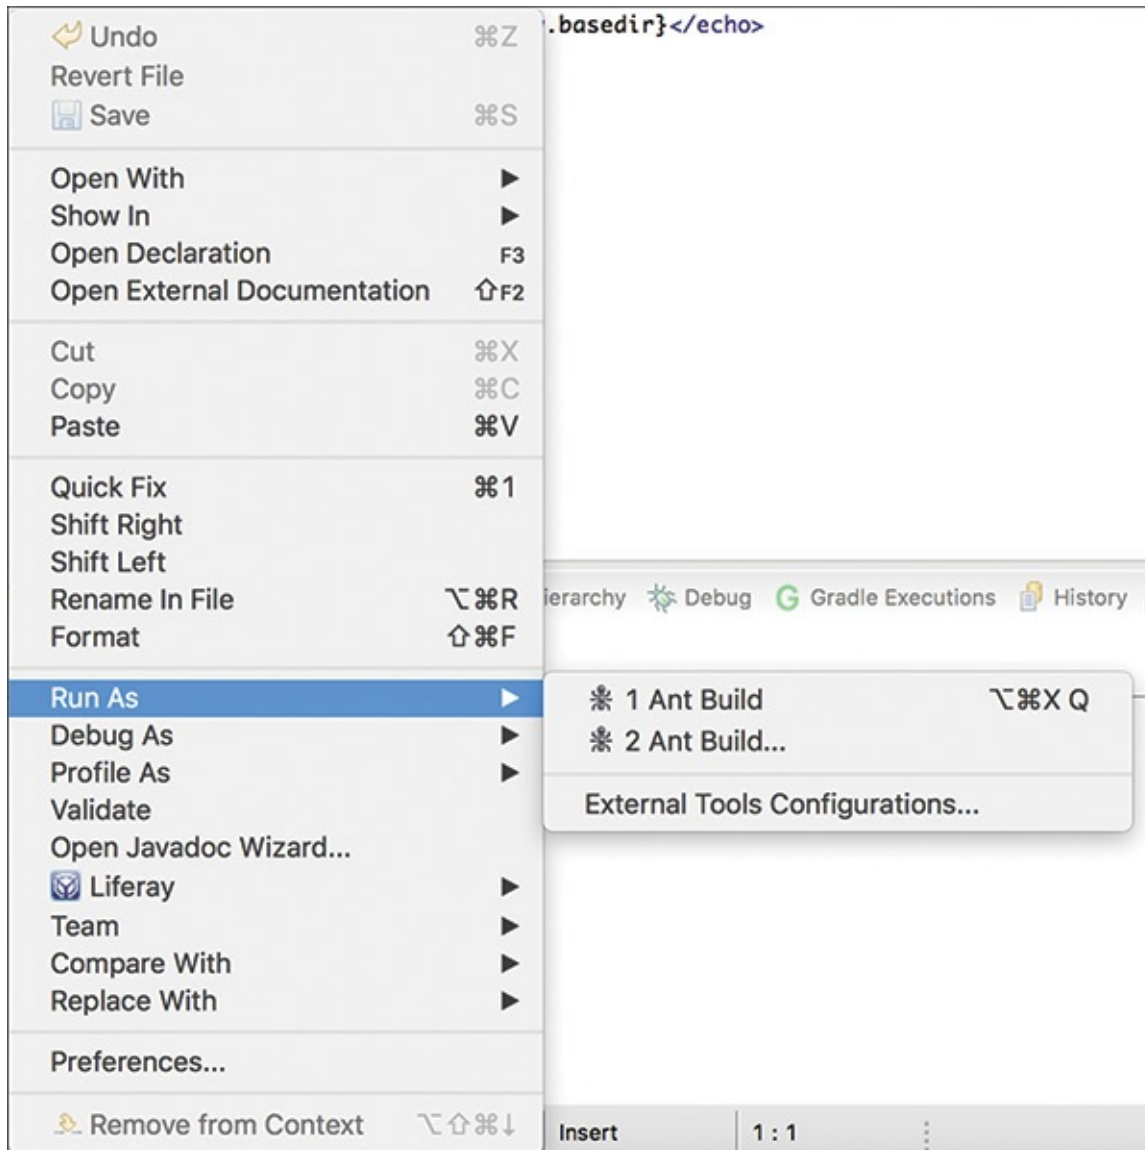 .basedir}</echo>
Undo ⌘Z
Revert File
Save ⌘S
Open With ▶
Show In ▶
Open Declaration F3
Open External Documentation ⇧F2
Cut ⌘X
Copy ⌘C
Paste ⌘V
Quick Fix ⌘1
Shift Right
Shift Left
Rename In File ⌥⌘R
Format ⇧⌘F
ierarchy Debug Gradle Executions History
Run As ▶
1 Ant Build ⌥⌘X Q
2 Ant Build...
External Tools Configurations...
Debug As ▶
Profile As ▶
Validate
Open Javadoc Wizard...
Liferay ▶
Team ▶
Compare With ▶
Replace With ▶
Preferences...
Remove from Context ⌥⇧⌘↓
Insert 1 : 1